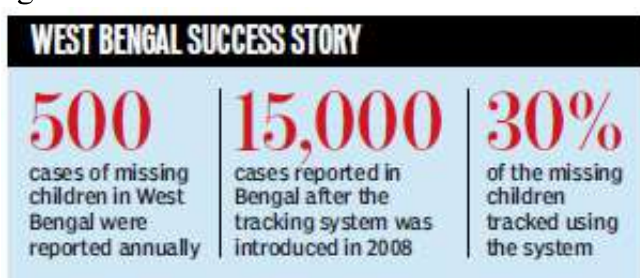 WEST BENGAL SUCCESS STORY
500
cases of missing
children in West
Bengal were
reported annually
15,000
cases reported in
Bengal after the
tracking system was
introduced in 2008
30%
of the missing
children
tracked using
the system